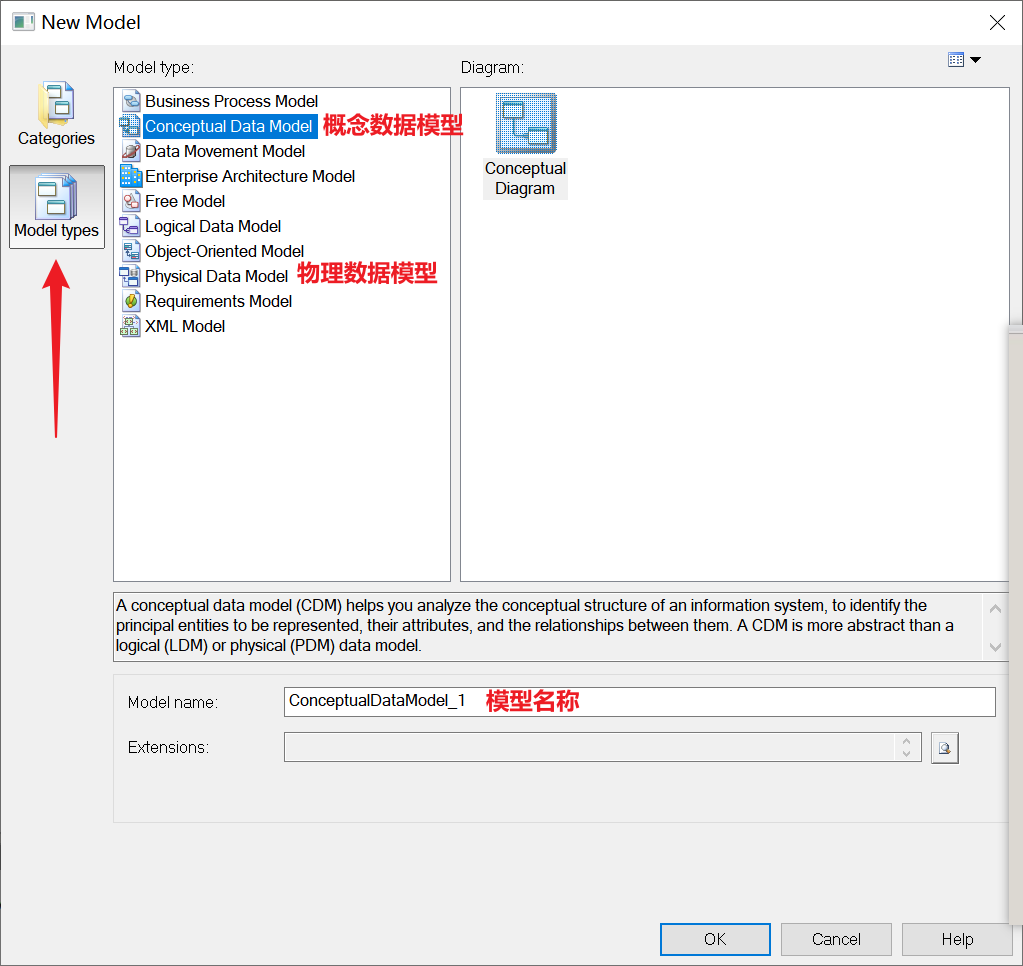 New Model
Model type:
Diagram:
Categories
Model types
Business Process Model
Conceptual Data Model 概念数据模型
Data Movement Model
Enterprise Architecture Model
Free Model
Logical Data Model
Object-Oriented Model
Physical Data Model 物理数据模型
Requirements Model
XML Model
Conceptual
Diagram
A conceptual data model (CDM) helps you analyze the conceptual structure of an information system, to identify the
principal entities to be represented, their attributes, and the relationships between them. A CDM is more abstract than a
logical (LDM) or physical (PDM) data model.
Model name: ConceptualDataModel_1 模型名称
Extensions:
OK Cancel Help